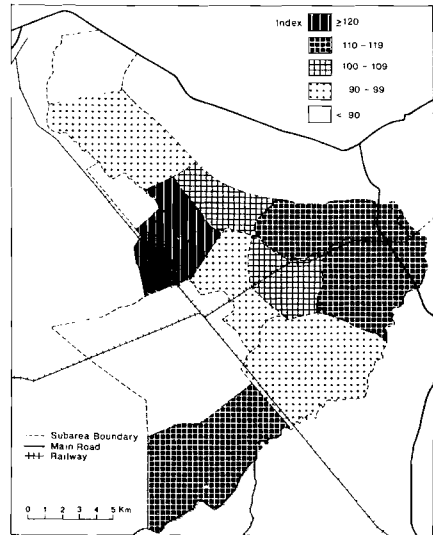 Index ≥120
110 - 119
100 - 109
90 - 99
< 90
Subarea Boundary
Main Road
Railway
0 1 2 3 4 5 Km